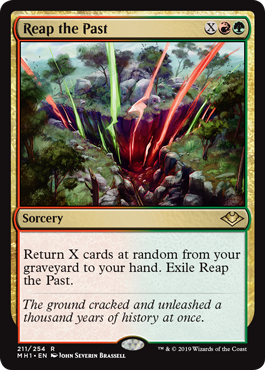 Reap the Past
X
Sorcery
Return X cards at random from your
graveyard to your hand. Exile Reap
the Past.
The ground cracked and unleashed a
thousand years of history at once.
211/254 R
MH1 • EN JOHN SEVERIN BRASSELL
™ & © 2019 Wizards of the Coast